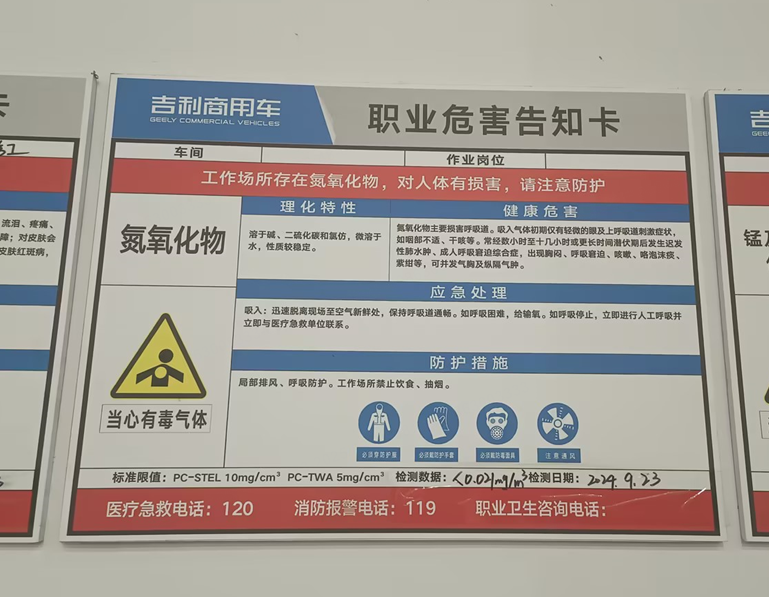 吉利商用车
GEELY COMMERCIAL VEHICLES
职业危害告知卡
车间
作业岗位
工作场所存在氮氧化物，对人体有损害，请注意防护
氮氧化物
理化特性
溶于碱、二硫化碳和氯仿，微溶于
水，性质较稳定。
健康危害
氮氧化物主要损害呼吸道。吸入气体初期仅有轻微的眼及上呼吸道刺激症状，
如咽部不适、干咳等。常经数小时至十几小时或更长时间潜伏期后发生迟发
性肺水肿、成人呼吸窘迫综合症，出现胸闷、呼吸窘迫、咳嗽、咯泡沫痰、
紫绀等，可并发气胸及纵隔气肿。
应急处理
吸入：迅速脱离现场至空气新鲜处，保持呼吸道通畅。如呼吸困难，给输氧。如呼吸停止，立即进行人工呼吸并
立即与医疗急救单位联系。
当心有毒气体
防护措施
局部排风、呼吸防护。工作场所禁止饮食、抽烟。
必须穿防护服
必须戴防护手套
必须戴防毒面具
注意通风
标准限值：PC-STEL 10mg/cm³ PC-TWA 5mg/cm³ 检测数据：<0.021mg/m³ 检测日期：2024.9.23
医疗急救电话：120 消防报警电话：119 职业卫生咨询电话：
卡
流泪、疼痛、
障；对皮肤会
皮肤红斑病，
吉
锰及